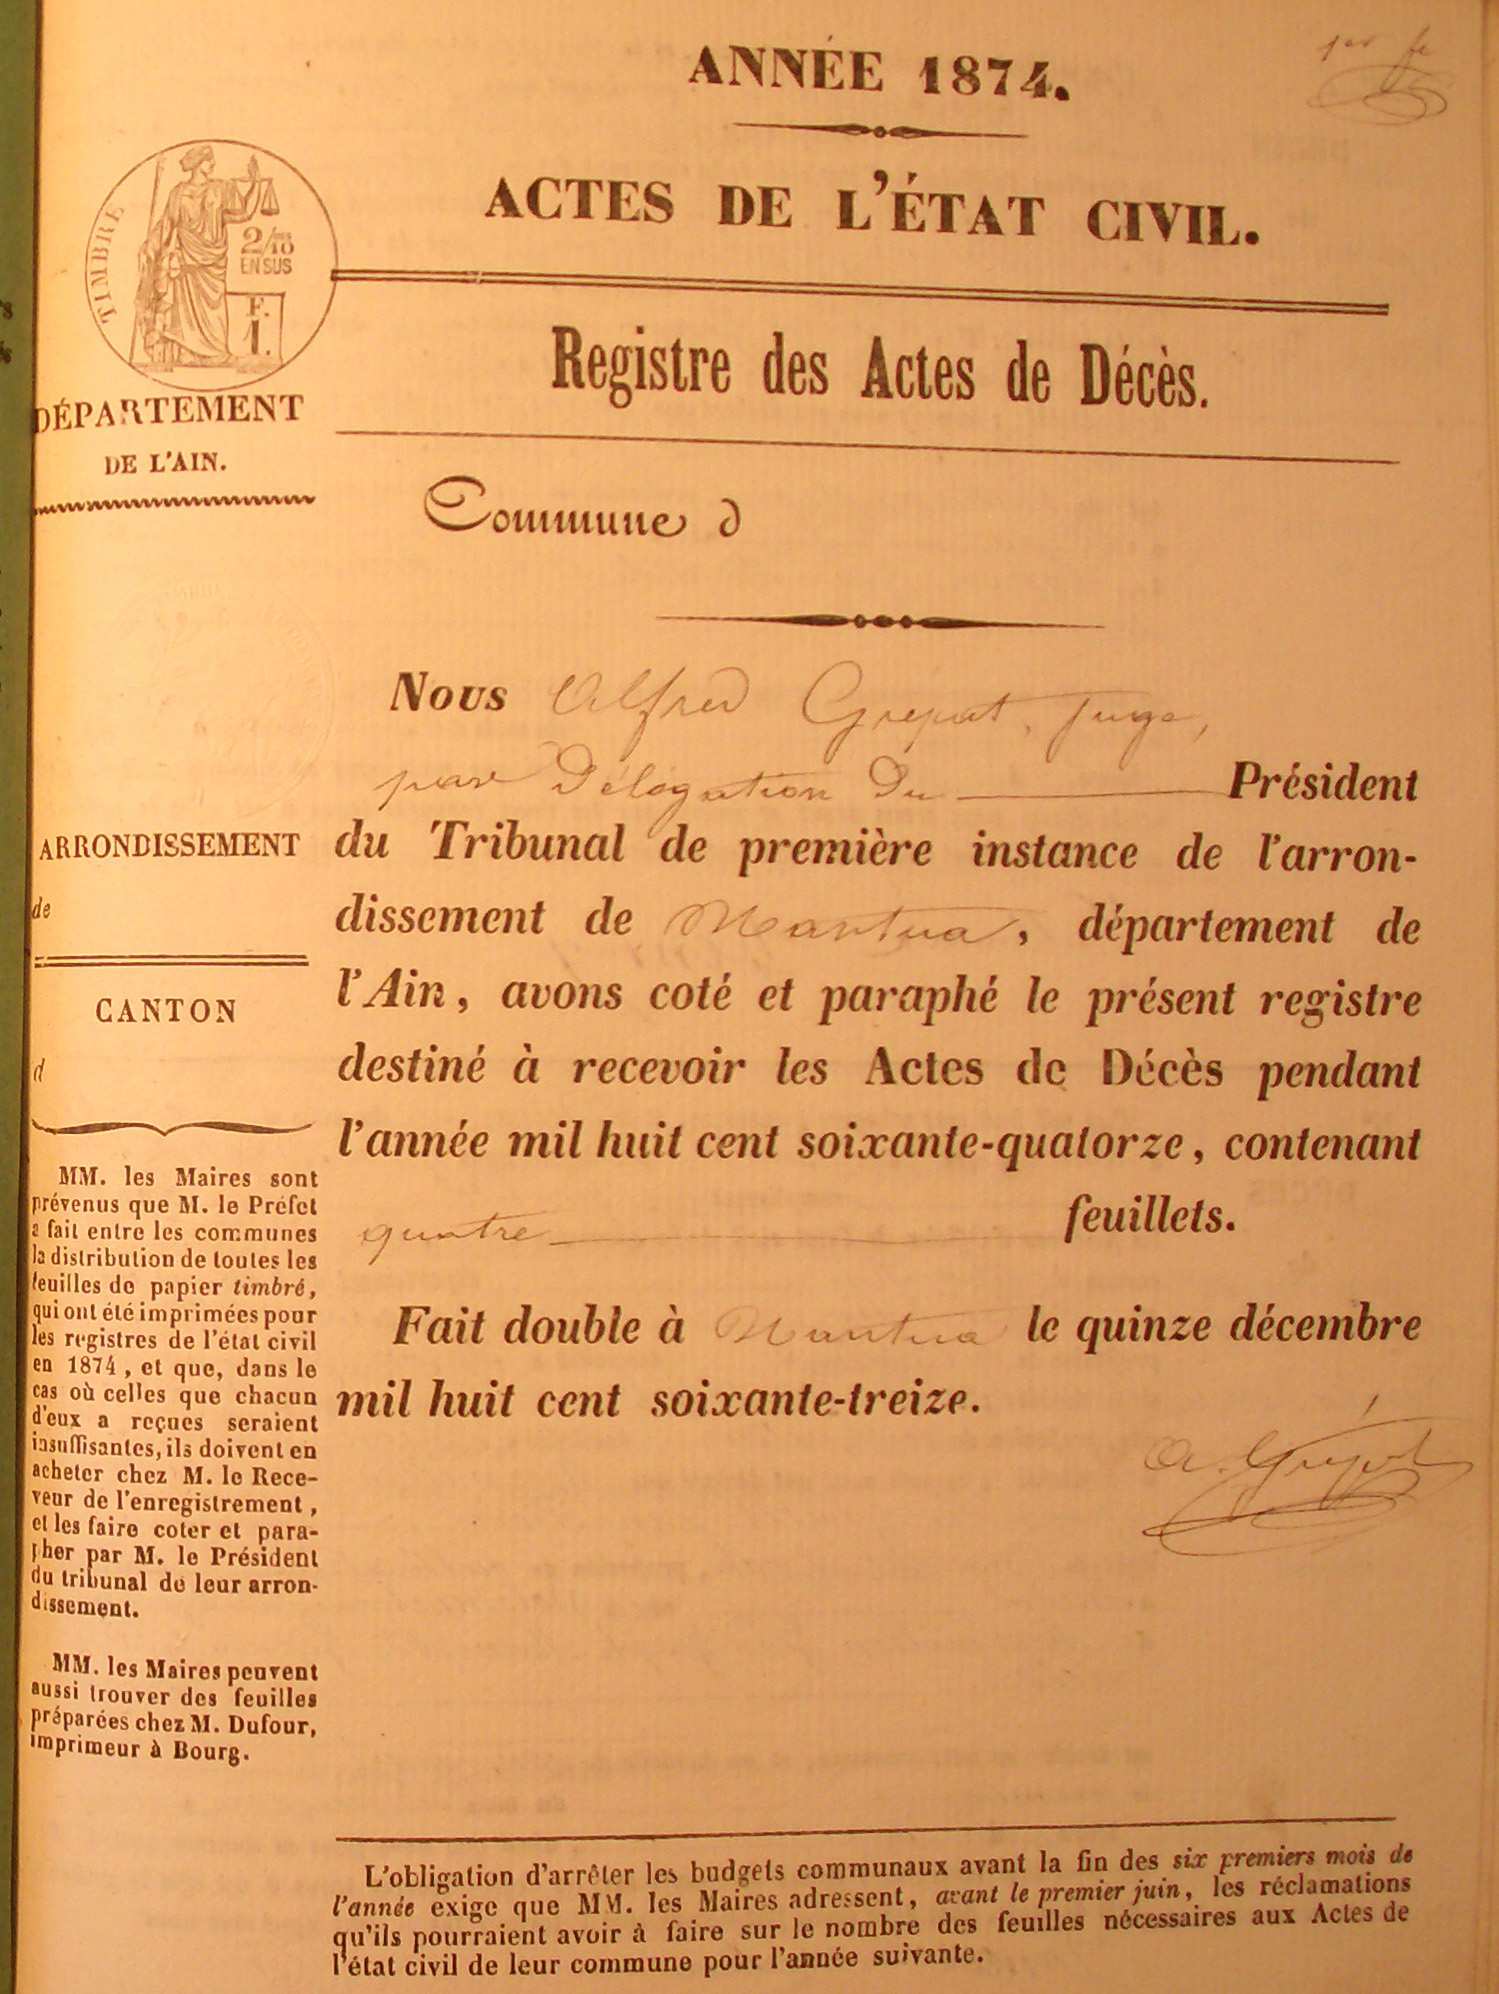 1er fe
ANNÉE 1874.
ACTES DE L'ÉTAT CIVIL.
TIMBRE
2/10
EN SUS
F.
1.
Registre des Actes de Décès.
DÉPARTEMENT
DE L'AIN.
Commune d
Nous Alfred Grépat, Juge,
par Délégation du Président
du Tribunal de première instance de l'arron-
dissement de Nantua, département de
l'Ain, avons coté et paraphé le présent registre
destiné à recevoir les Actes de Décès pendant
l'année mil huit cent soixante-quatorze, contenant
quatre feuillets.
Fait double à Nantua le quinze décembre
mil huit cent soixante-treize.
A. Grépat
ARRONDISSEMENT
de
CANTON
d
MM. les Maires sont
prévenus que M. le Préfet
a fait entre les communes
la distribution de toutes les
feuilles de papier timbré,
qui ont été imprimées pour
les registres de l'état civil
en 1874, et que, dans le
cas où celles que chacun
d'eux a reçues seraient
insuffisantes, ils doivent en
acheter chez M. le Rece-
veur de l'enregistrement,
et les faire coter et para-
pher par M. le Président
du tribunal de leur arron-
dissement.
MM. les Maires peuvent
aussi trouver des feuilles
préparées chez M. Dufour,
imprimeur à Bourg.
L'obligation d'arrêter les budgets communaux avant la fin des six premiers mois de
l'année exige que MM. les Maires adressent, avant le premier juin, les réclamations
qu'ils pourraient avoir à faire sur le nombre des feuilles nécessaires aux Actes de
l'état civil de leur commune pour l'année suivante.